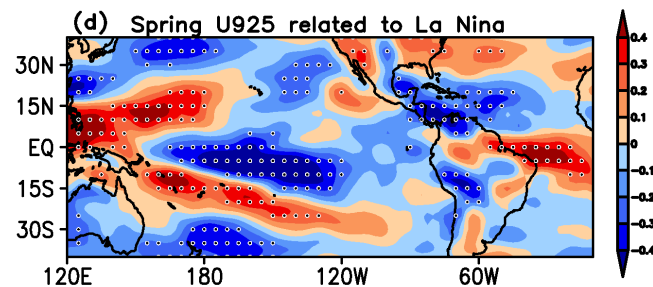 (d) Spring U925 related to La Nina
30N
15N
EQ
15S
30S
120E 180 120W 60W
0.4
0.3
0.2
0.1
0
-0.1
-0.2
-0.3
-0.4